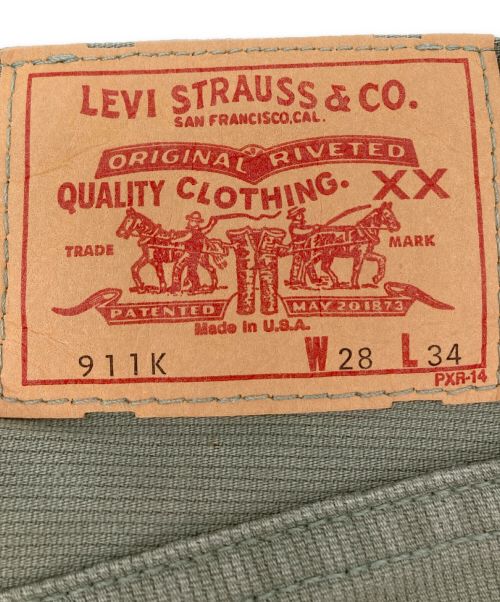 LEVI STRAUSS & CO.
SAN FRANCISCO, CAL.
ORIGINAL RIVETED
QUALITY CLOTHING. XX
TRADE MARK
PATENTED MAY 20 1873
Made in U.S.A.
911K W 28 L 34
PXR-14